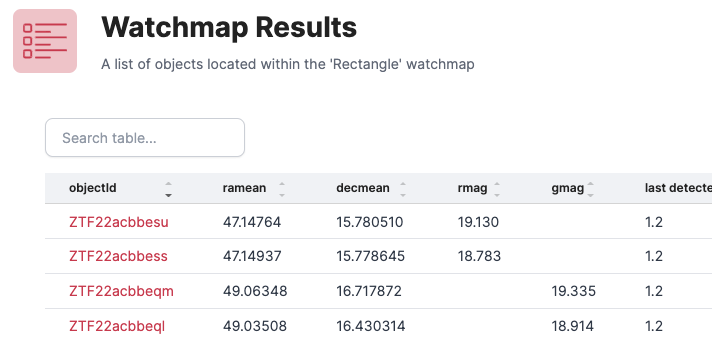 Watchmap Results
A list of objects located within the 'Rectangle' watchmap
Search table...
objectId ramean decmean rmag gmag last detecte
ZTF22acbbesu 47.14764 15.780510 19.130 1.2
ZTF22acbbess 47.14937 15.778645 18.783 1.2
ZTF22acbbeqm 49.06348 16.717872 19.335 1.2
ZTF22acbbeql 49.03508 16.430314 18.914 1.2